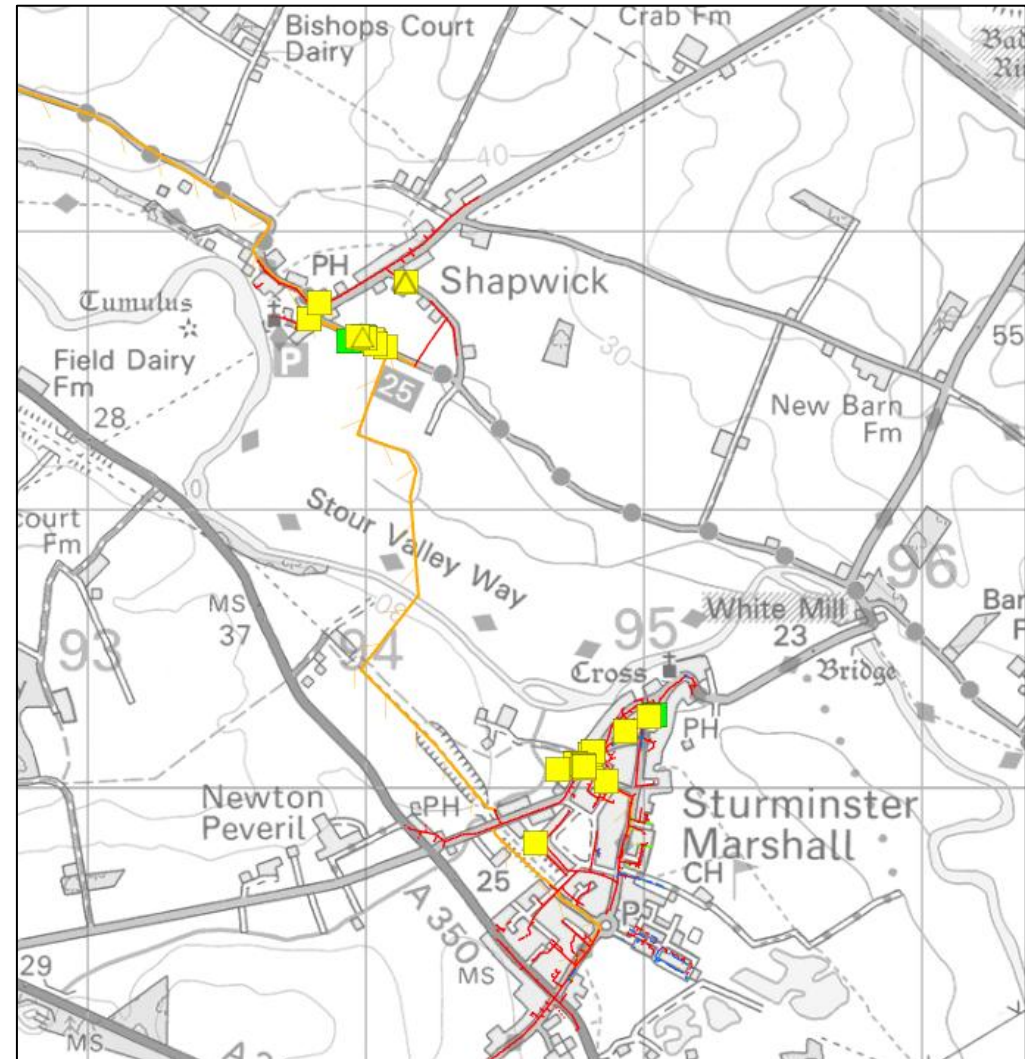 Bishops Court
Dairy
Crab Fm
40
PH
Shapwick
Tumulus
Field Dairy
Fm
P
25
30
55
28
New Barn
Fm
Stour Valley Way
court
Fm
MS
37
93
94
95
96
White Mill
23
Bridge
Cross
PH
PH
Newton
Peveril
Sturminster
Marshall
CH
25
A 350
MS
29
MS